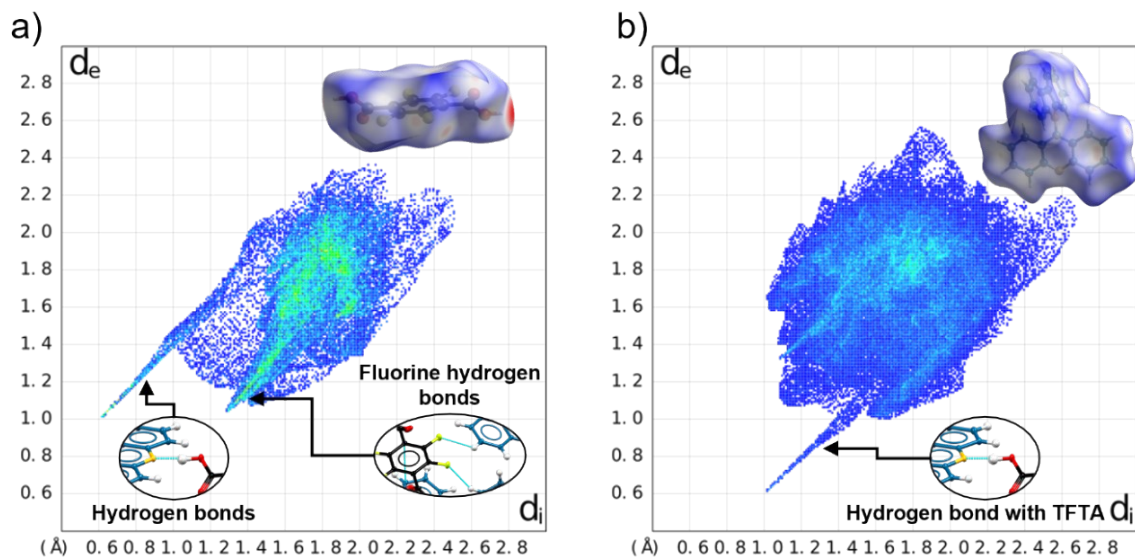 a)
d_e
2. 8
2. 6
2. 4
2. 2
2. 0
1. 8
1. 6
1. 4
1. 2
1. 0
0. 8
0. 6
Fluorine hydrogen
bonds
Hydrogen bonds
d_i
(Å) 0. 6 0. 8 1. 0 1. 2 1. 4 1. 6 1. 8 2. 0 2. 2 2. 4 2. 6 2. 8
b)
d_e
2. 8
2. 6
2. 4
2. 2
2. 0
1. 8
1. 6
1. 4
1. 2
1. 0
0. 8
0. 6
Hydrogen bond with TFTA d_i
(Å) 0. 6 0. 8 1. 0 1. 2 1. 4 1. 6 1. 8 2. 0 2. 2 2. 4 2. 6 2. 8